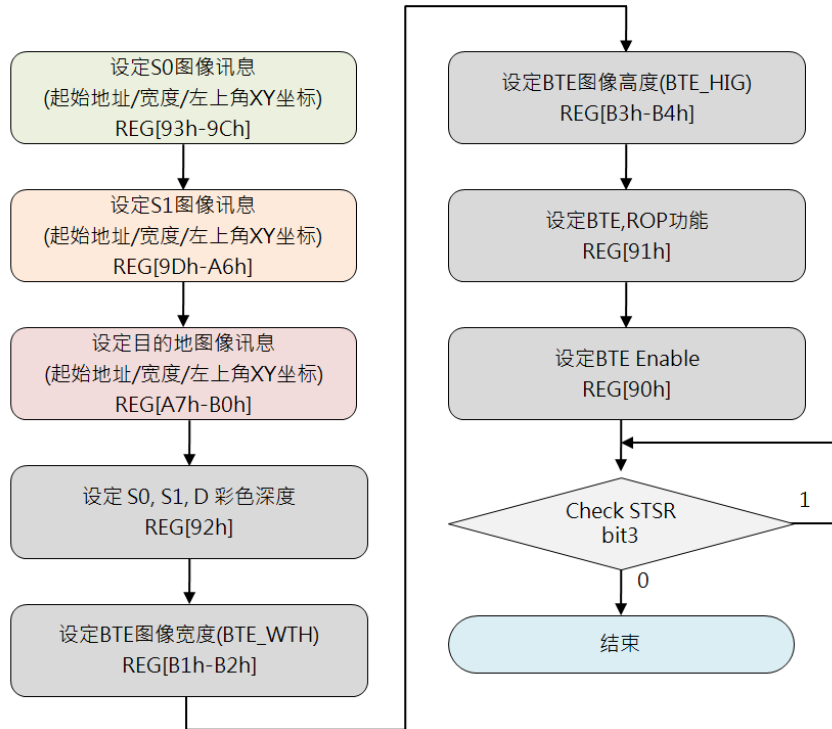 设定S0图像讯息
(起始地址/宽度/左上角XY坐标)
REG[93h-9Ch]
设定S1图像讯息
(起始地址/宽度/左上角XY坐标)
REG[9Dh-A6h]
设定目的地图像讯息
(起始地址/宽度/左上角XY坐标)
REG[A7h-B0h]
设定 S0, S1, D 彩色深度
REG[92h]
设定BTE图像宽度(BTE_WTH)
REG[B1h-B2h]
设定BTE图像高度(BTE_HIG)
REG[B3h-B4h]
设定BTE,ROP功能
REG[91h]
设定BTE Enable
REG[90h]
Check STSR
bit3
1
0
结束